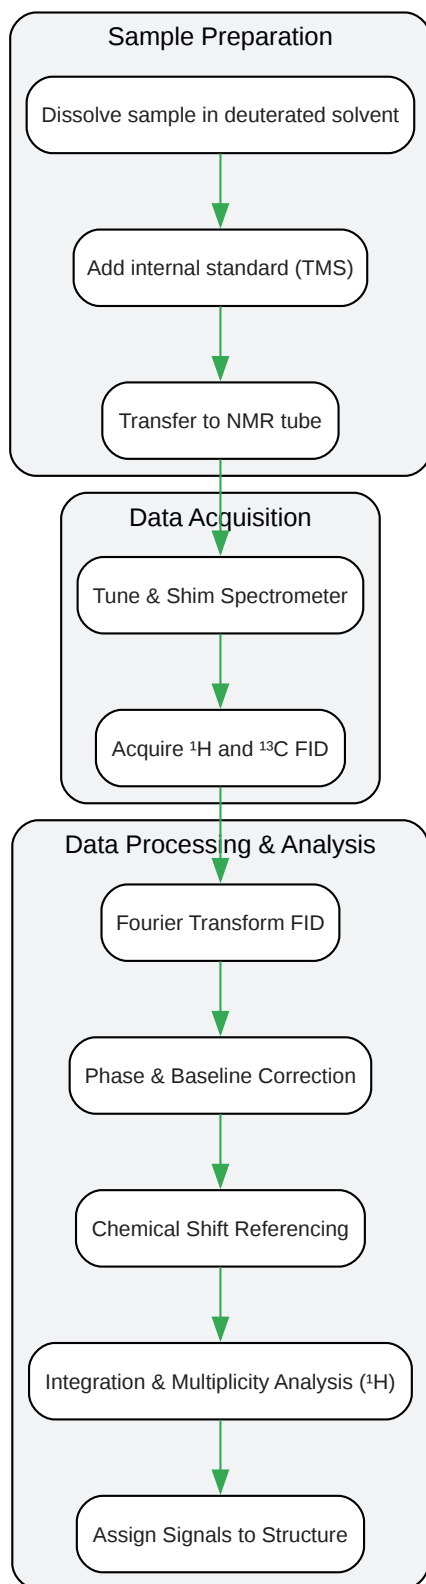 Sample Preparation
Dissolve sample in deuterated solvent
Add internal standard (TMS)
Transfer to NMR tube
Data Acquisition
Tune & Shim Spectrometer
Acquire ¹H and ¹³C FID
Data Processing & Analysis
Fourier Transform FID
Phase & Baseline Correction
Chemical Shift Referencing
Integration & Multiplicity Analysis (¹H)
Assign Signals to Structure